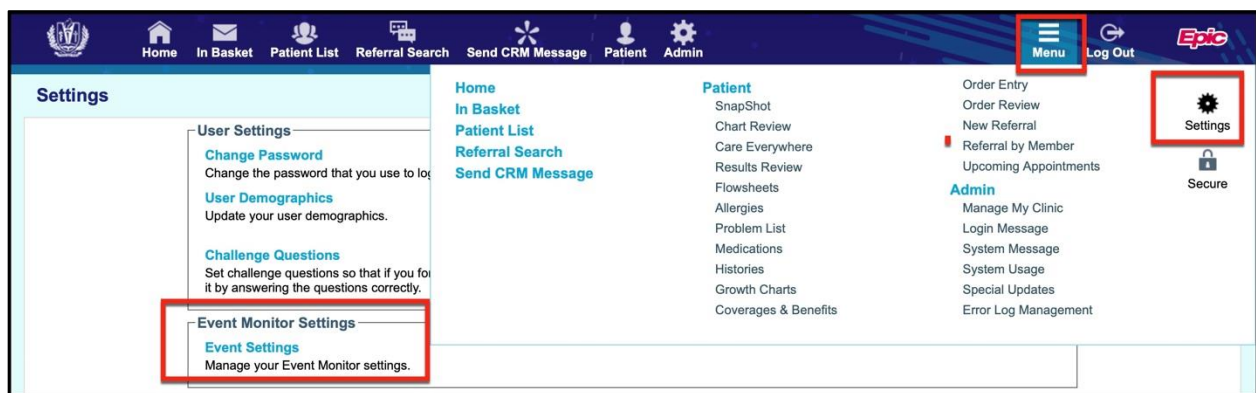 Home
In Basket
Patient List
Referral Search
Send CRM Message
Patient
Admin
Menu
Log Out
Epic
Settings
User Settings
Change Password
Change the password that you use to log
User Demographics
Update your user demographics.
Challenge Questions
Set challenge questions so that if you fo
it by answering the questions correctly.
Event Monitor Settings
Event Settings
Manage your Event Monitor settings.
Home
In Basket
Patient List
Referral Search
Send CRM Message
Patient
SnapShot
Chart Review
Care Everywhere
Results Review
Flowsheets
Allergies
Problem List
Medications
Histories
Growth Charts
Coverages & Benefits
Order Entry
Order Review
New Referral
Referral by Member
Upcoming Appointments
Admin
Manage My Clinic
Login Message
System Message
System Usage
Special Updates
Error Log Management
Settings
Secure